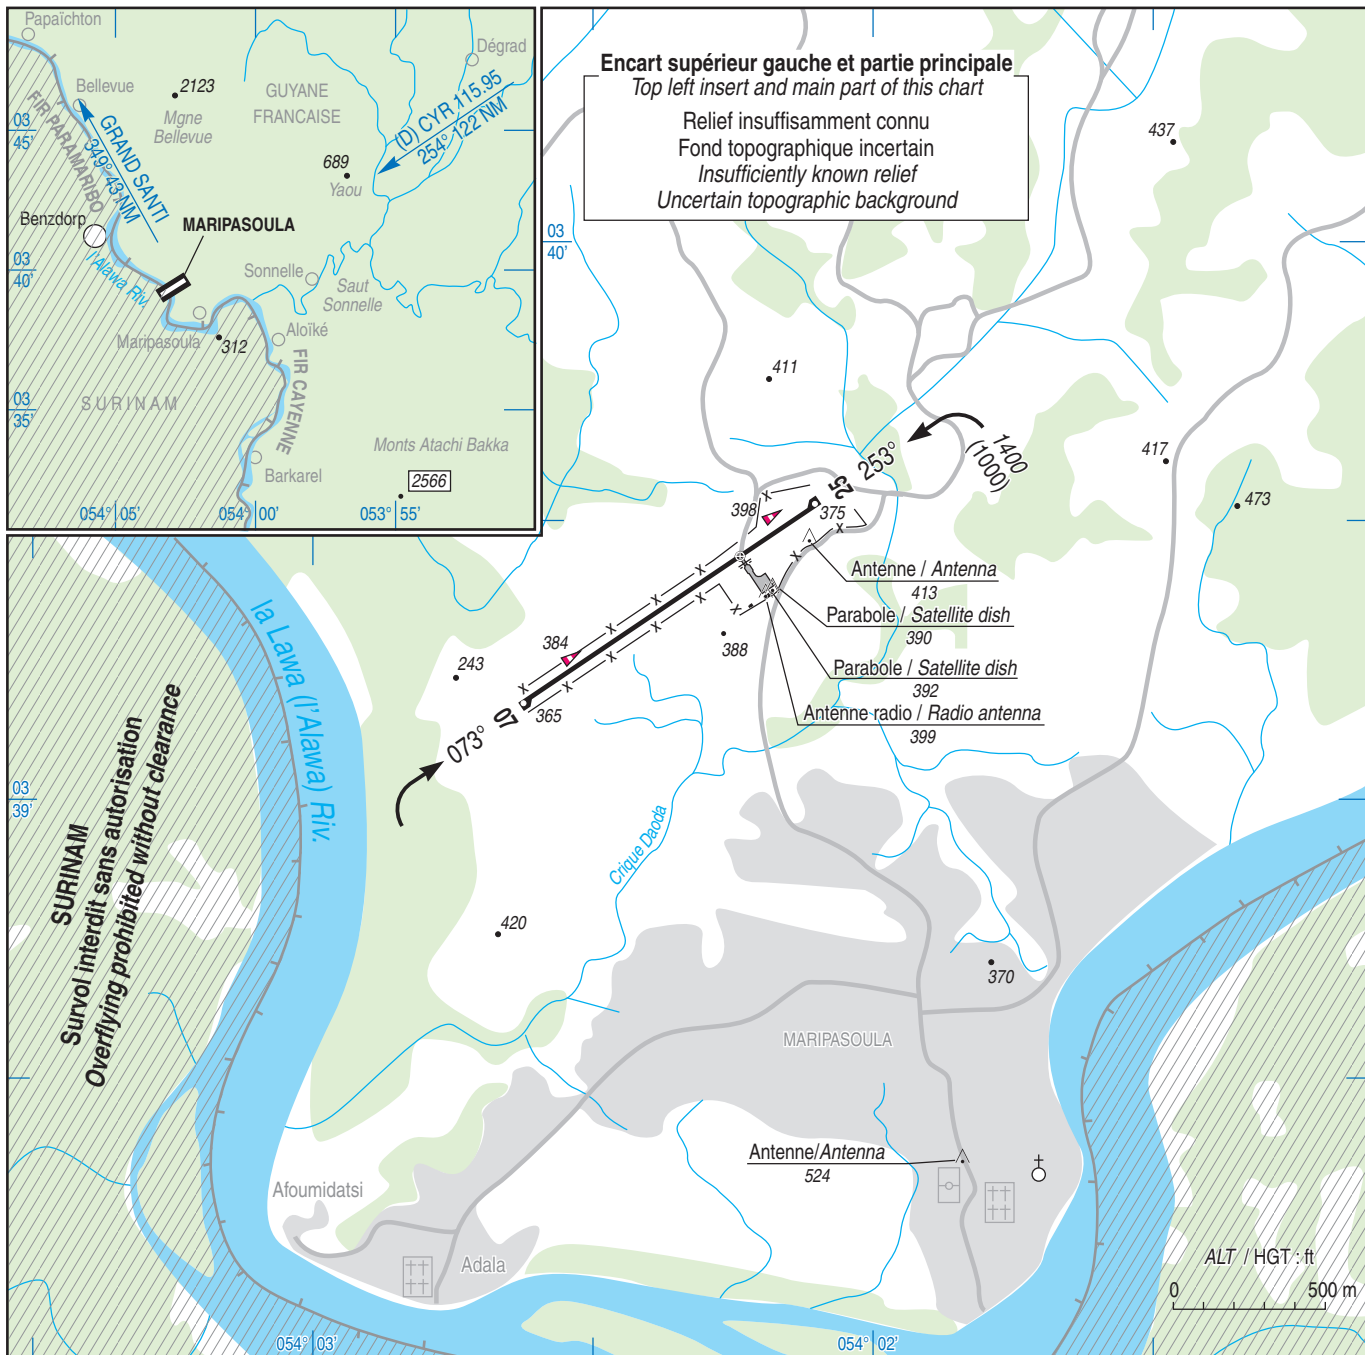 Papaïchton
Dégrad
Bellevue
2123
Mgne
Bellevue
GUYANE
FRANCAISE
(D) CYR 115.95
254° 122 NM
03
45'
FIR PARAMARIBO
GRAND SANTI
349° 43 NM
689
Yaou
Benzdorp
MARIPASOULA
l'Alawa Riv.
03
40'
Sonnelle
Saut
Sonnelle
Maripasoula
312
Aloïké
FIR CAYENNE
03
35'
SURINAM
Monts Atachi Bakka
Barkarel
2566
054° 05'
054° 00'
053° 55'
Encart supérieur gauche et partie principale
Top left insert and main part of this chart
Relief insuffisamment connu
Fond topographique incertain
Insufficiently known relief
Uncertain topographic background
437
03
40'
411
417
473
1400
(1000)
253°
25
398
375
Antenne / Antenna
413
Parabole / Satellite dish
390
Parabole / Satellite dish
392
Antenne radio / Radio antenna
399
388
384
243
365
07
073°
la Lawa (l'Alawa) Riv.
03
39'
SURINAM
Survol interdit sans autorisation
Overflying prohibited without clearance
Crique Daoda
420
370
MARIPASOULA
Antenne/Antenna
524
Afoumidatsi
Adala
ALT / HGT : ft
0 500 m
054° 03'
054° 02'